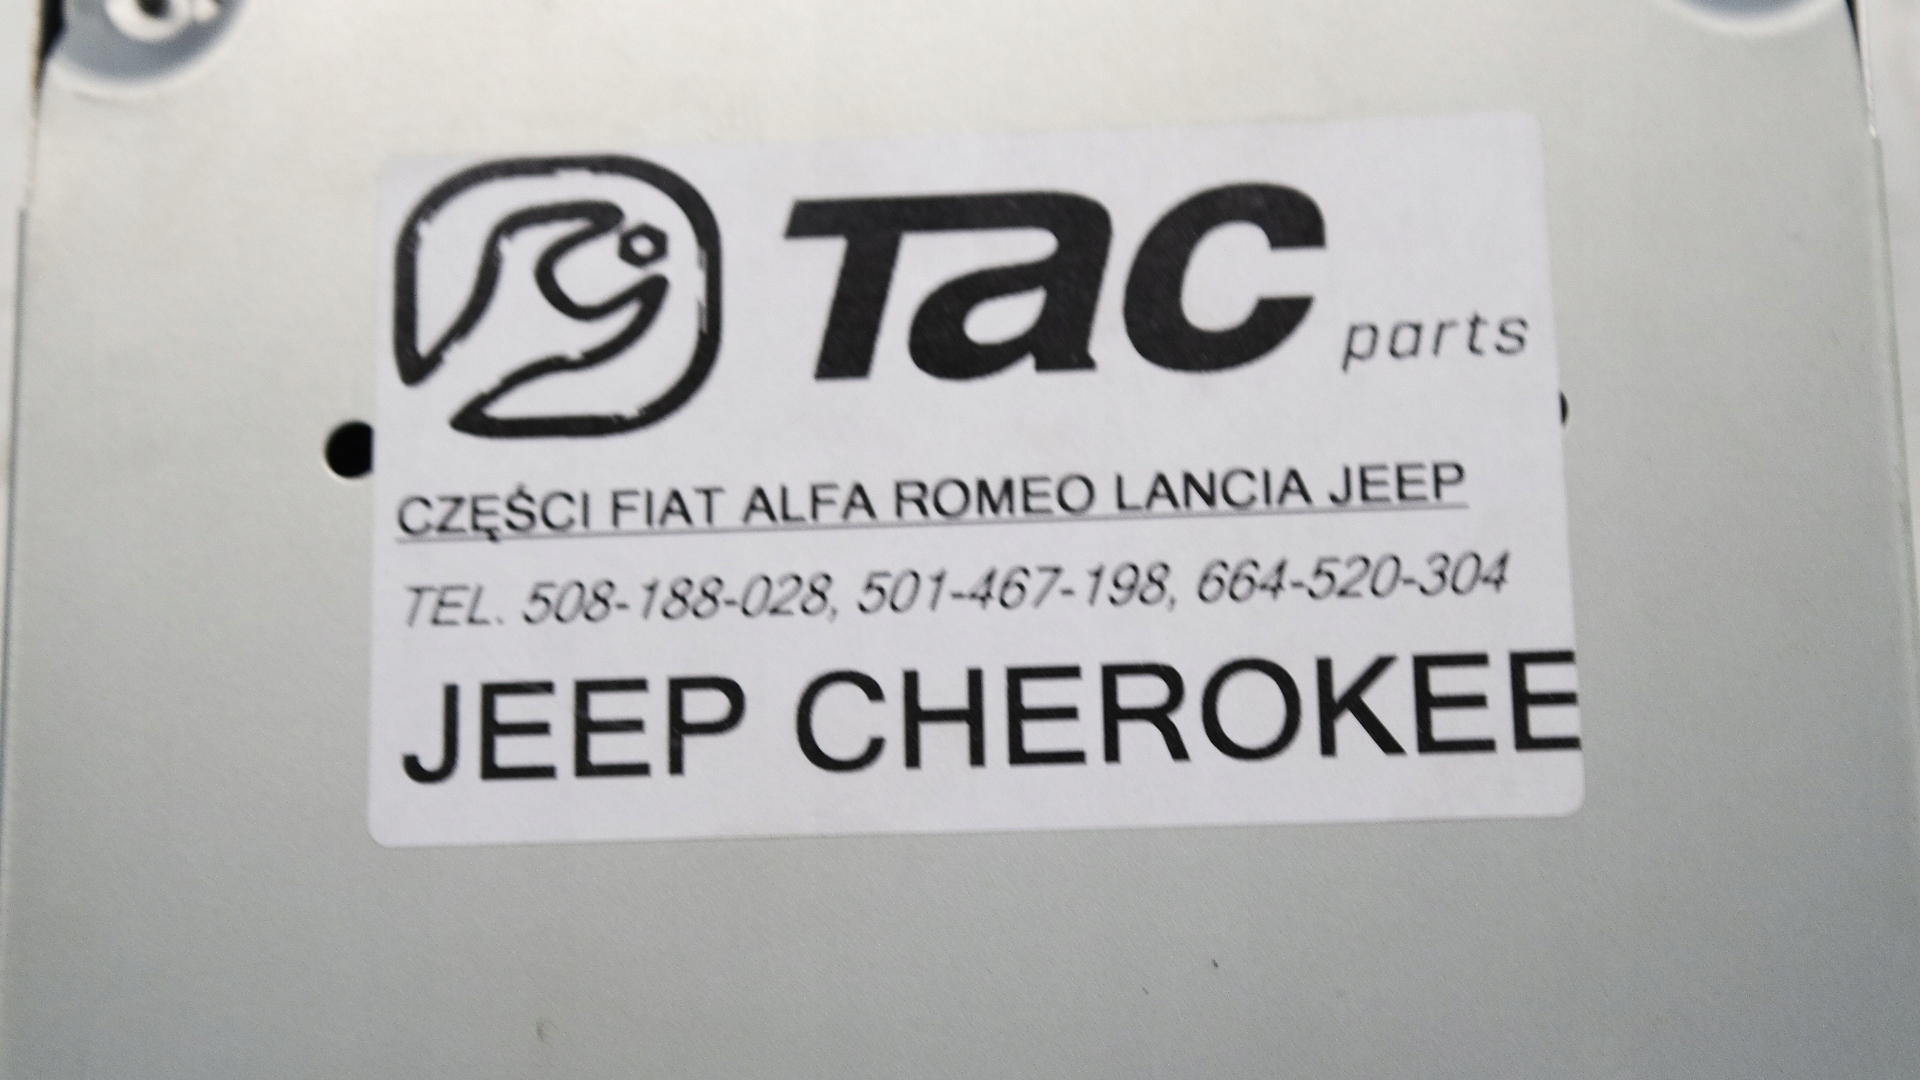 Tac parts
CZĘŚCI FIAT ALFA ROMEO LANCIA JEEP
TEL. 508-188-028, 501-467-198, 664-520-304
JEEP CHEROKEE